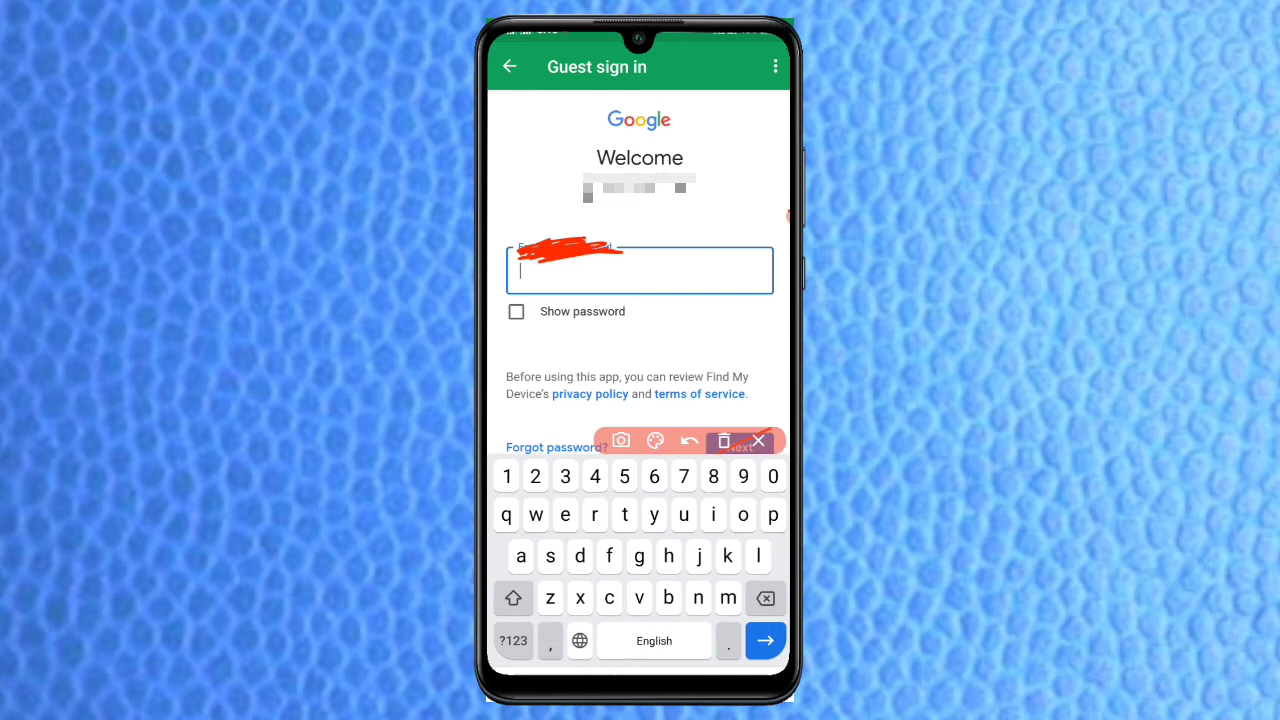 Guest sign in
Google
Welcome
Show password
Before using this app, you can review Find My
Device's privacy policy and terms of service.
Forgot password?
Next
1 2 3 4 5 6 7 8 9 0
q w e r t y u i o p
a s d f g h j k l
z x c v b n m
?123 , English .